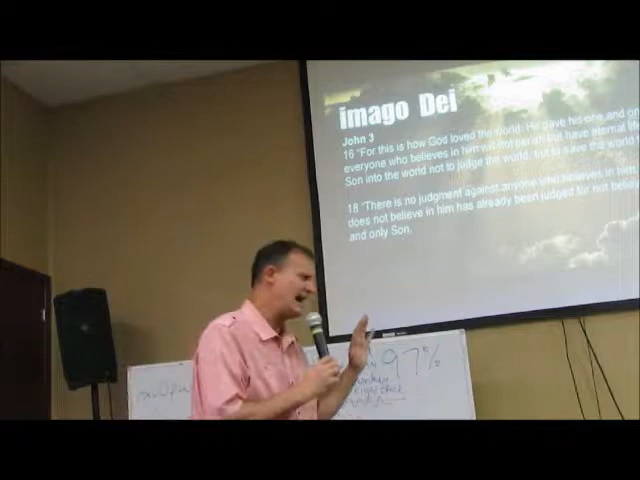 imago Dei
John 3
16 "For this is how God loved the world: He gave his one and on
everyone who believes in him will not perish but have eternal life
Son into the world not to judge the world, but to save the world
18 "There is no judgment against anyone who believes in him.
does not believe in him has already been judged for not belie
and only Son.
97%